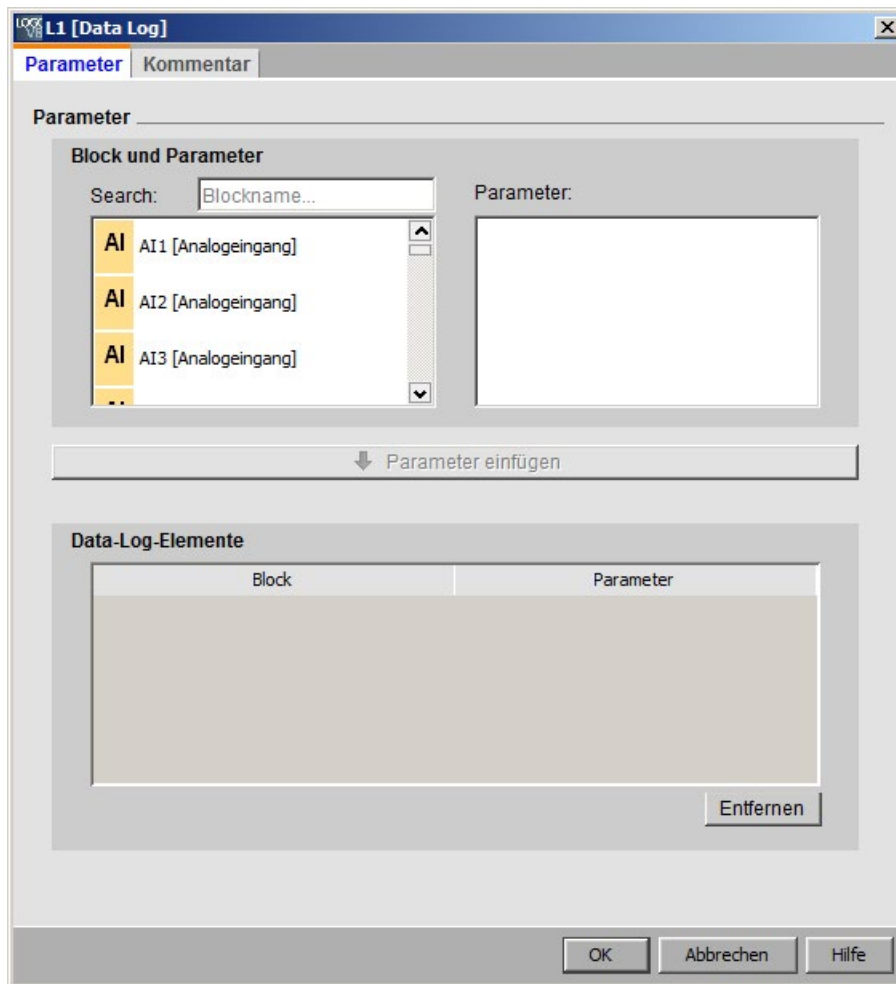 L1 [Data Log]
Parameter Kommentar
Parameter
Block und Parameter
Search: Blockname...
Parameter:
AI AI1 [Analogeingang]
AI AI2 [Analogeingang]
AI AI3 [Analogeingang]
Parameter einfügen
Data-Log-Elemente
Block Parameter
Entfernen
OK Abbrechen Hilfe